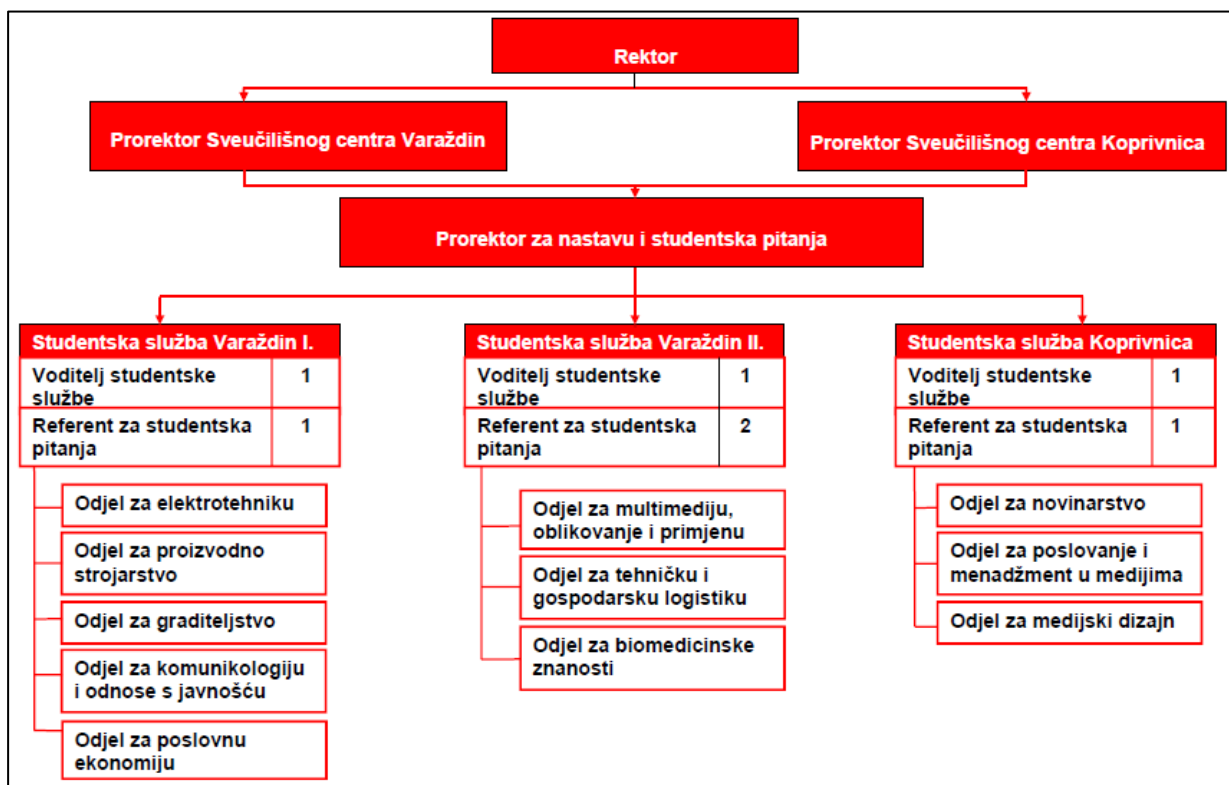 Rektor
Prorektor Sveučilišnog centra Varaždin
Prorektor Sveučilišnog centra Koprivnica
Prorektor za nastavu i studentska pitanja
Studentska služba Varaždin I.
Voditelj studentske 1
službe
Referent za studentska 1
pitanja
Odjel za elektrotehniku
Odjel za proizvodno
strojarstvo
Odjel za graditeljstvo
Odjel za komunikologiju
i odnose s javnošću
Odjel za poslovnu
ekonomiju
Studentska služba Varaždin II.
Voditelj studentske 1
službe
Referent za studentska 2
pitanja
Odjel za multimediju,
oblikovanje i primjenu
Odjel za tehničku i
gospodarsku logistiku
Odjel za biomedicinske
znanosti
Studentska služba Koprivnica
Voditelj studentske 1
službe
Referent za studentska 1
pitanja
Odjel za novinarstvo
Odjel za poslovanje i
menadžment u medijima
Odjel za medijski dizajn